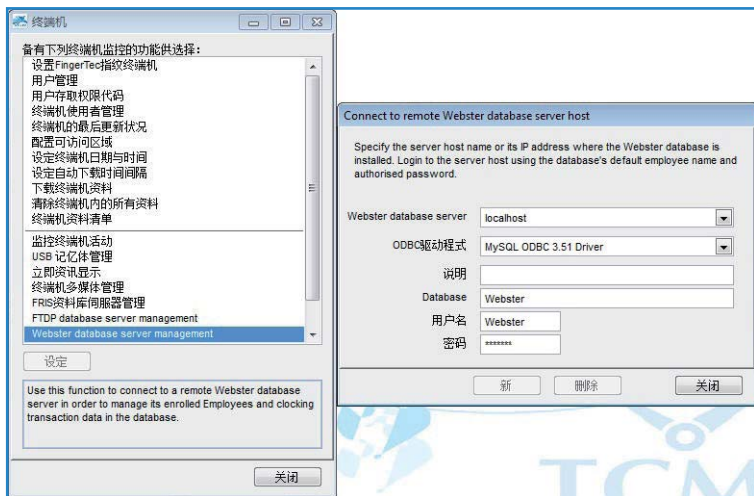 终端机
备有下列终端机监控的功能供选择：
设置FingerTec指纹终端机
用户管理
用户存取权限代码
终端机使用者管理
终端机的最后更新状况
配置可访问区域
设定终端机日期与时间
设定自动下载时间间隔
下载终端机资料
清除终端机内的所有资料
终端机资料清单
监控终端机活动
USB 记亿体管理
立即资讯显示
终端机多媒体管理
FRIS资料库伺服器管理
FTDP database server management
Webster database server management
设定
Use this function to connect to a remote Webster database
server in order to manage its enrolled Employees and clocking
transaction data in the database.
关闭
Connect to remote Webster database server host
Specify the server host name or its IP address where the Webster database is
installed. Login to the server host using the database's default employee name and
authorised password.
Webster database server localhost
ODBC驱动程式 MySQL ODBC 3.51 Driver
说明
Database Webster
用户名 Webster
密码 *******
新 删除 关闭
TCM